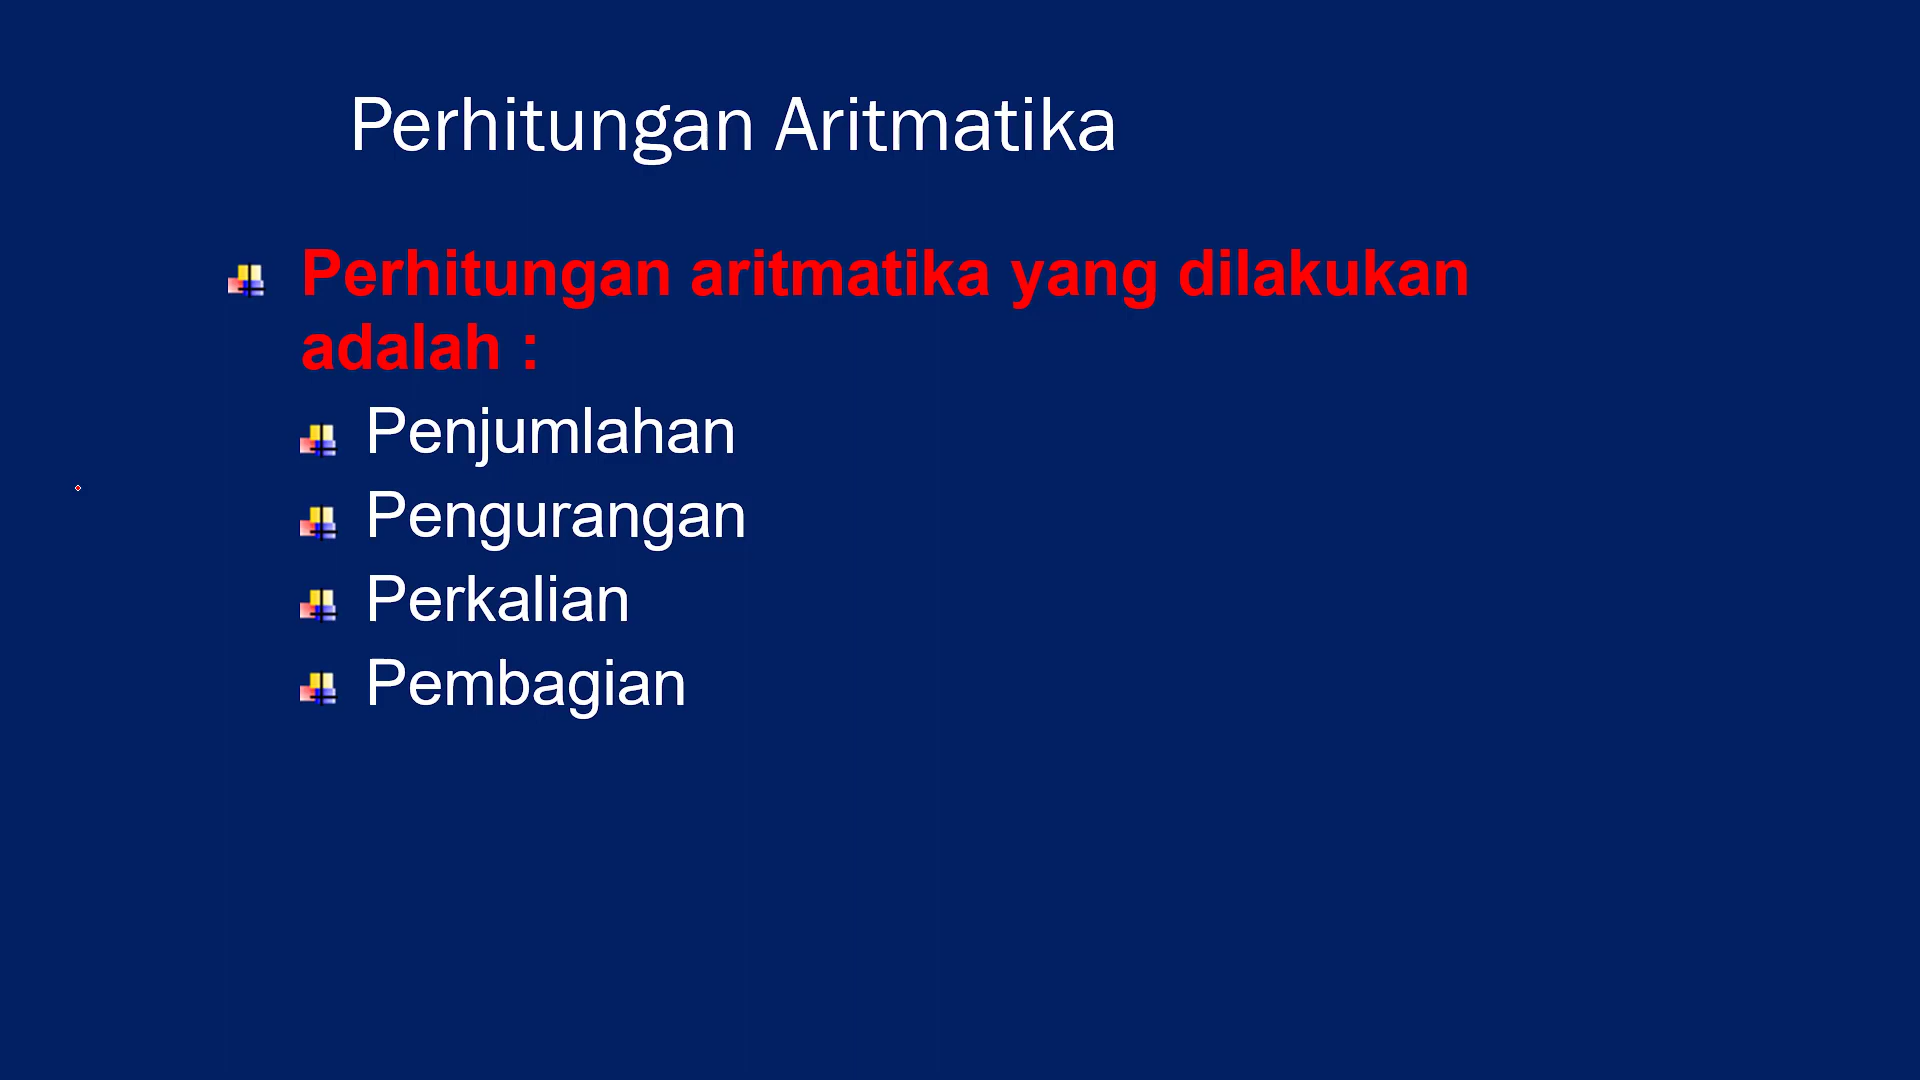 Perhitungan Aritmatika
Perhitungan aritmatika yang dilakukan
adalah :
Penjumlahan
Pengurangan
Perkalian
Pembagian